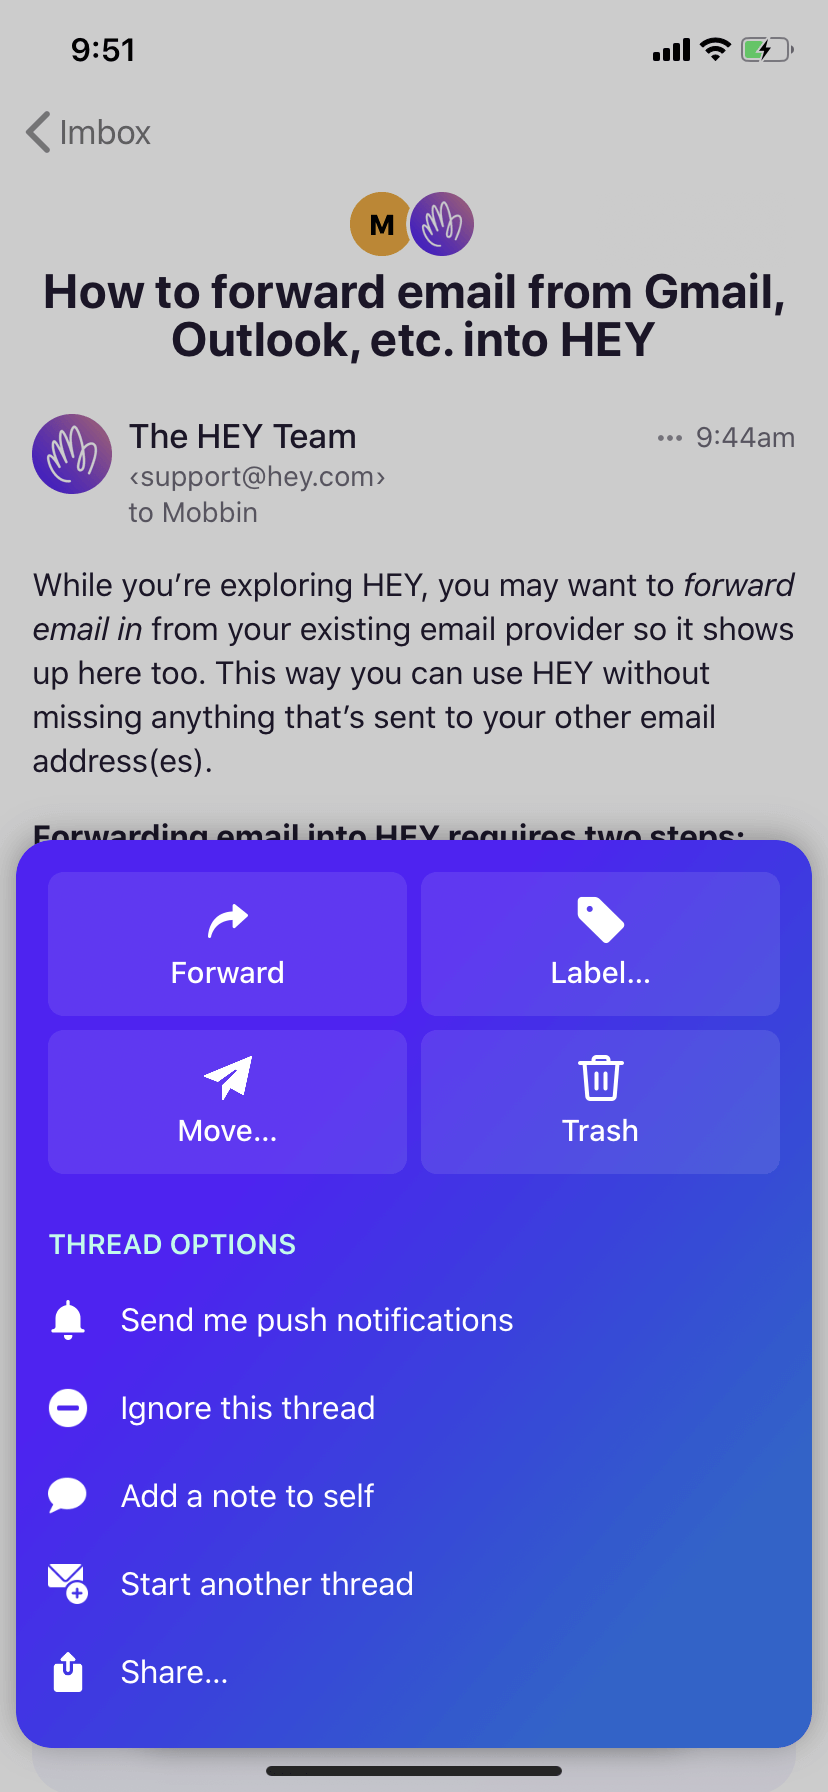 9:51
Imbox
M
How to forward email from Gmail,
Outlook, etc. into HEY
The HEY Team
••• 9:44am
‹support@hey.com›
to Mobbin
While you’re exploring HEY, you may want to forward
email in from your existing email provider so it shows
up here too. This way you can use HEY without
missing anything that’s sent to your other email
address(es).
Forwarding email into HEY requires two steps:
Forward
Label...
Move...
Trash
THREAD OPTIONS
Send me push notifications
Ignore this thread
Add a note to self
Start another thread
Share...